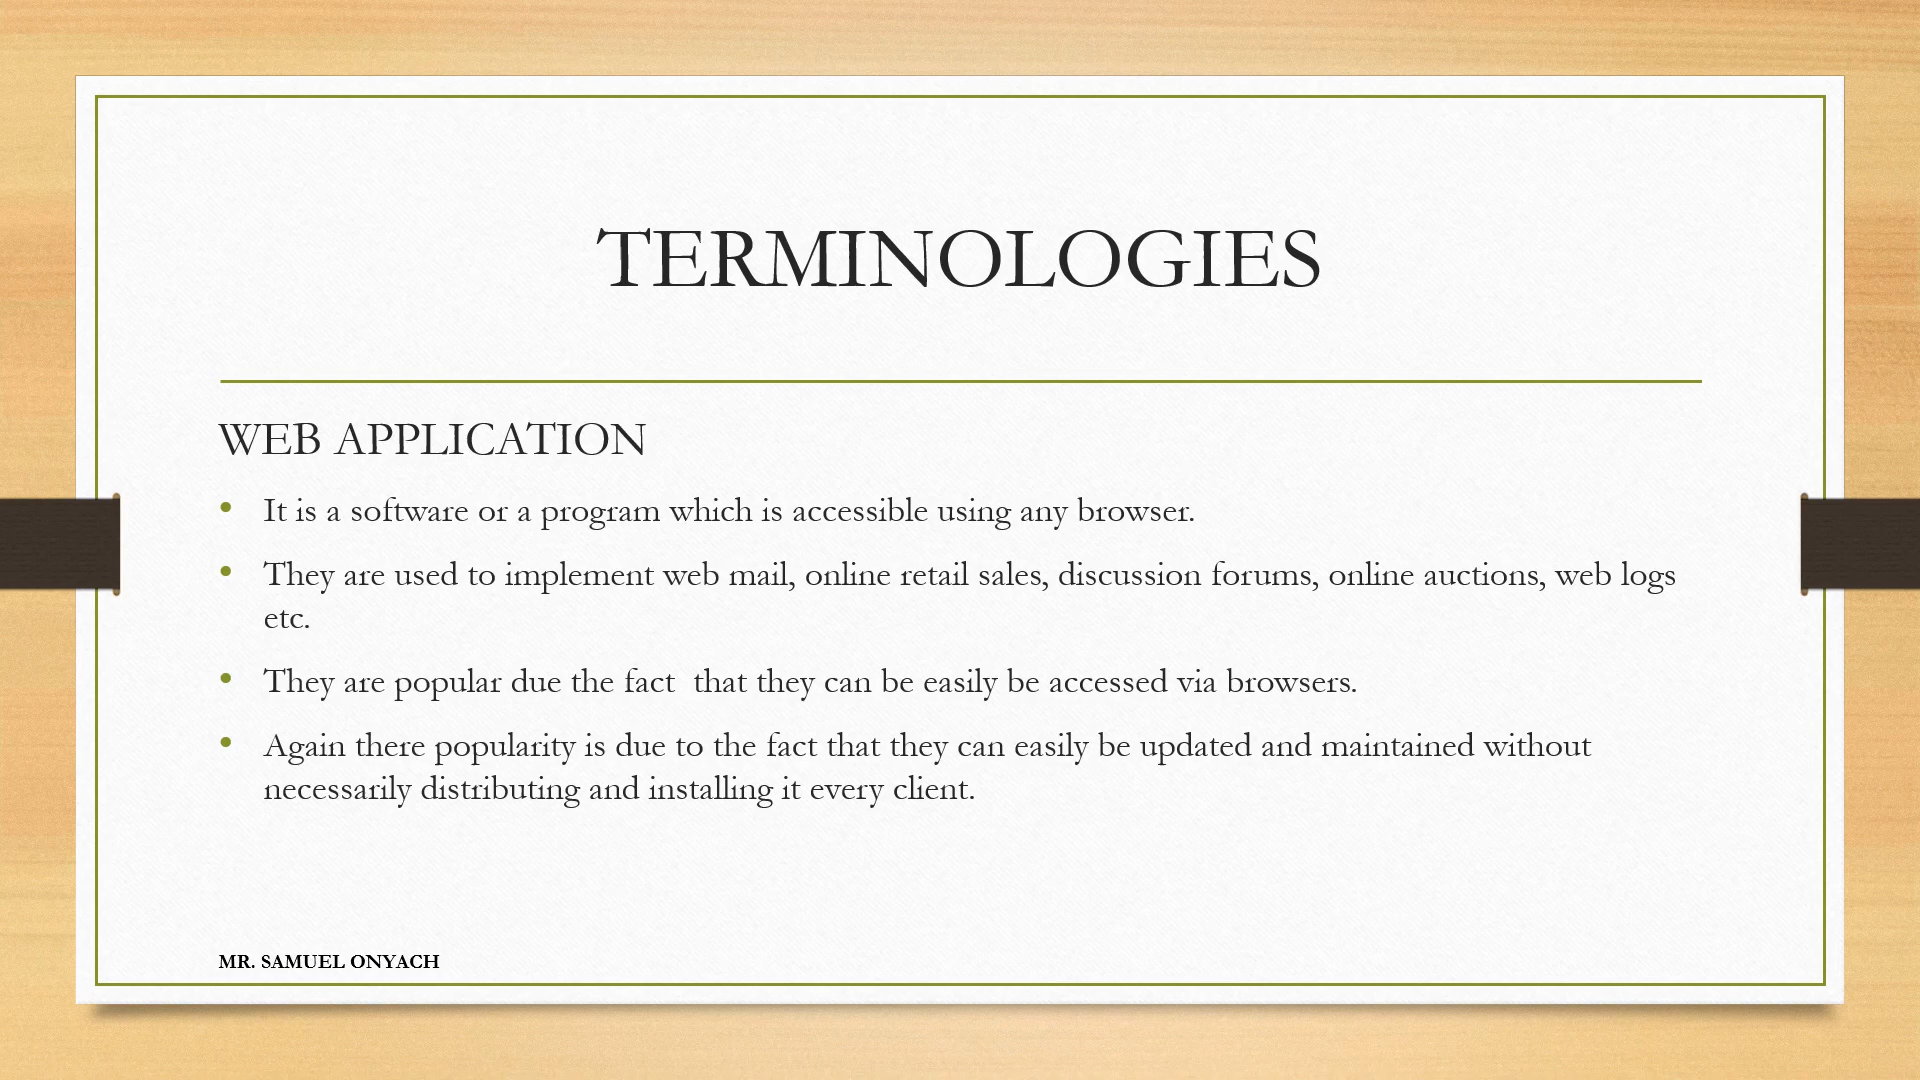 TERMINOLOGIES
WEB APPLICATION
• It is a software or a program which is accessible using any browser.
• They are used to implement web mail, online retail sales, discussion forums, online auctions, web logs
etc.
• They are popular due the fact  that they can be easily be accessed via browsers.
• Again there popularity is due to the fact that they can easily be updated and maintained without
necessarily distributing and installing it every client.
MR. SAMUEL ONYACH